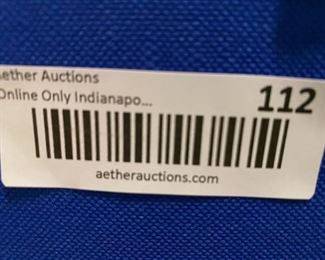 Aether Auctions
Online Only Indianapo...
112
aetherauctions.com